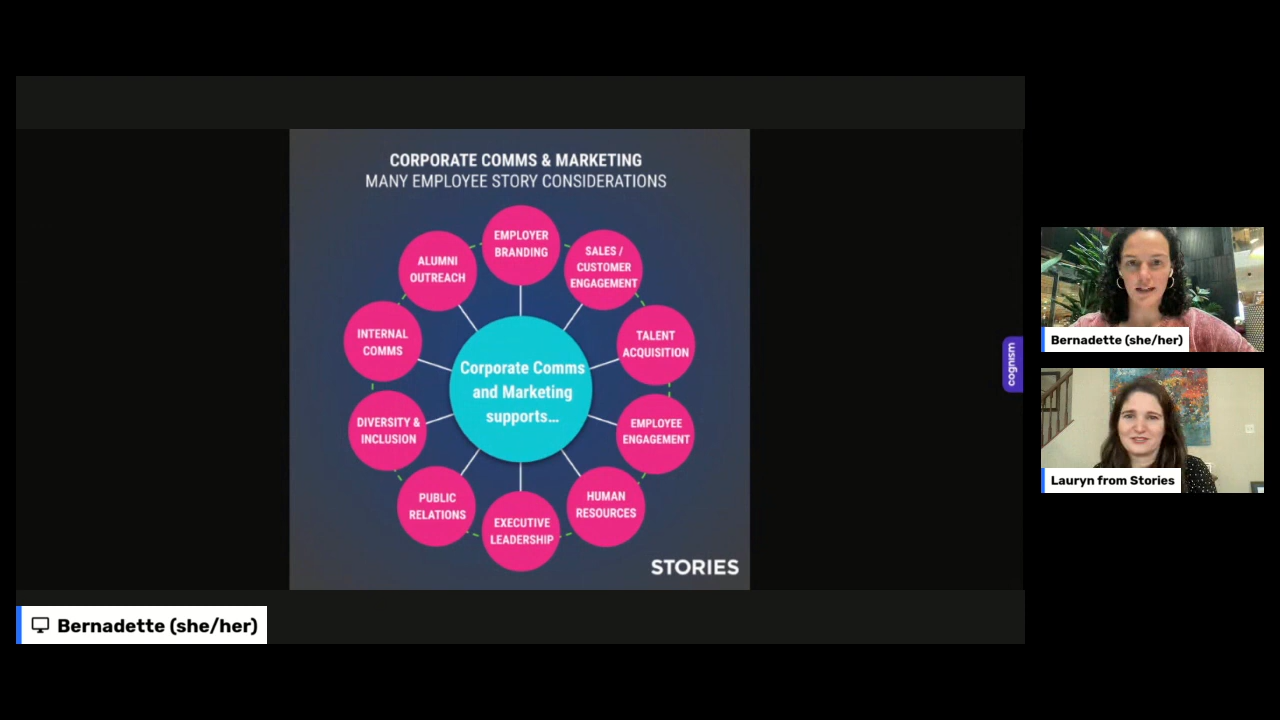 CORPORATE COMMS & MARKETING
MANY EMPLOYEE STORY CONSIDERATIONS
EMPLOYER
BRANDING
SALES /
CUSTOMER
ENGAGEMENT
TALENT
ACQUISITION
EMPLOYEE
ENGAGEMENT
HUMAN
RESOURCES
EXECUTIVE
LEADERSHIP
PUBLIC
RELATIONS
DIVERSITY &
INCLUSION
INTERNAL
COMMS
ALUMNI
OUTREACH
Corporate Comms
and Marketing
supports...
STORIES
cognism
Bernadette (she/her)
Lauryn from Stories
Bernadette (she/her)